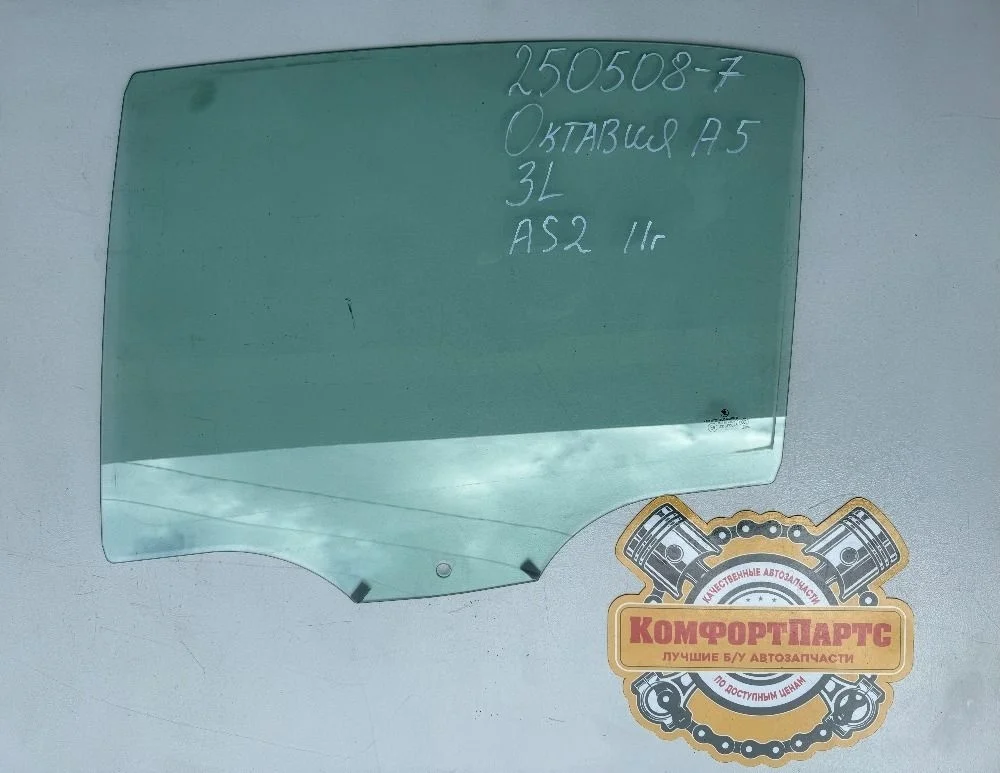 250508-7
Октавия А5
3L
AS2 11г
КАЧЕСТВЕННЫЕ АВТОЗАПЧАСТИ
КОМФОРТПАРТС
ЛУЧШИЕ Б/У АВТОЗАПЧАСТИ
ПО ДОСТУПНЫМ ЦЕНАМ